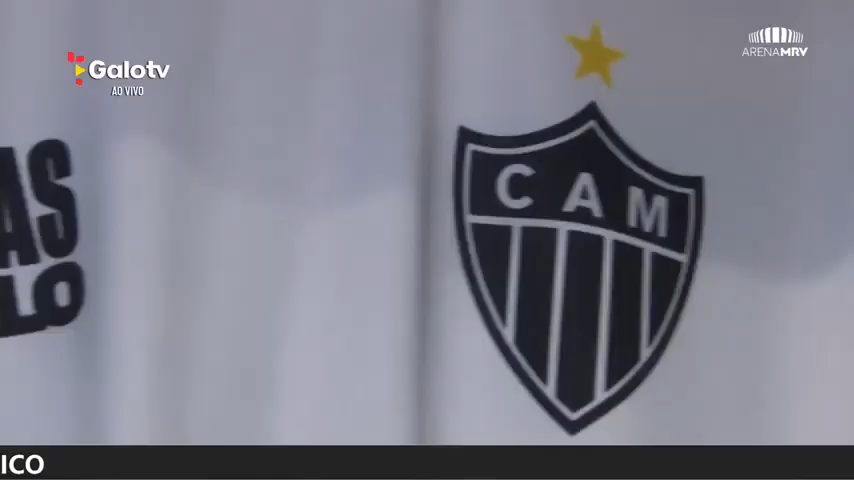 Galotv
AO VIVO
ARENAMRV
CAM
AS
LO
ICO